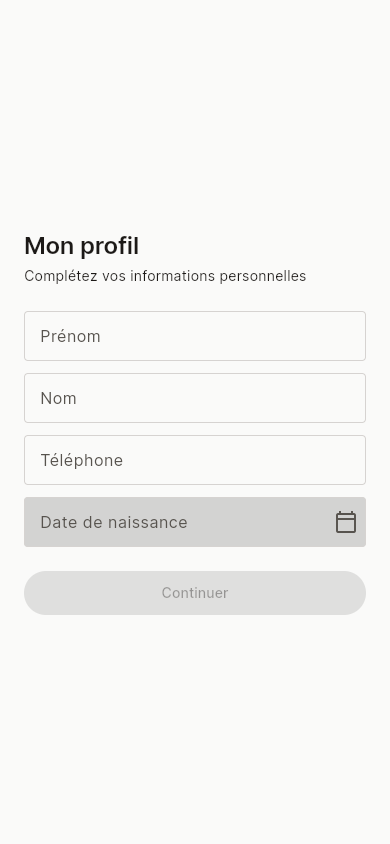 Mon profil
Complétez vos informations personnelles
Prénom
Nom
Téléphone
Date de naissance
Continuer